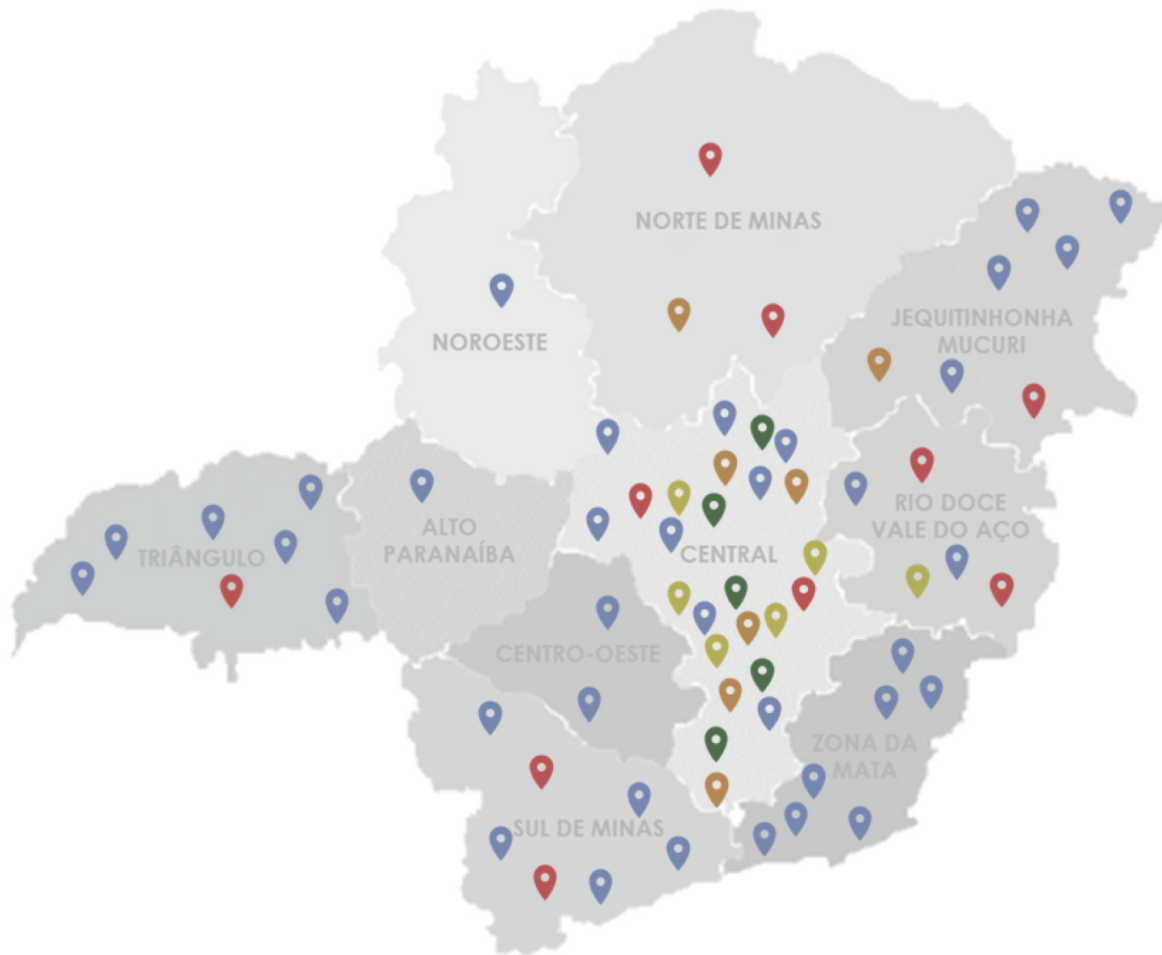 NORTE DE MINAS
JEQUITINHONHA
MUCURI
NOROESTE
RIO DOCE
VALE DO AÇO
ALTO
PARANAÍBA
TRIÂNGULO
CENTRAL
CENTRO-OESTE
ZONA DA
MATA
SUL DE MINAS